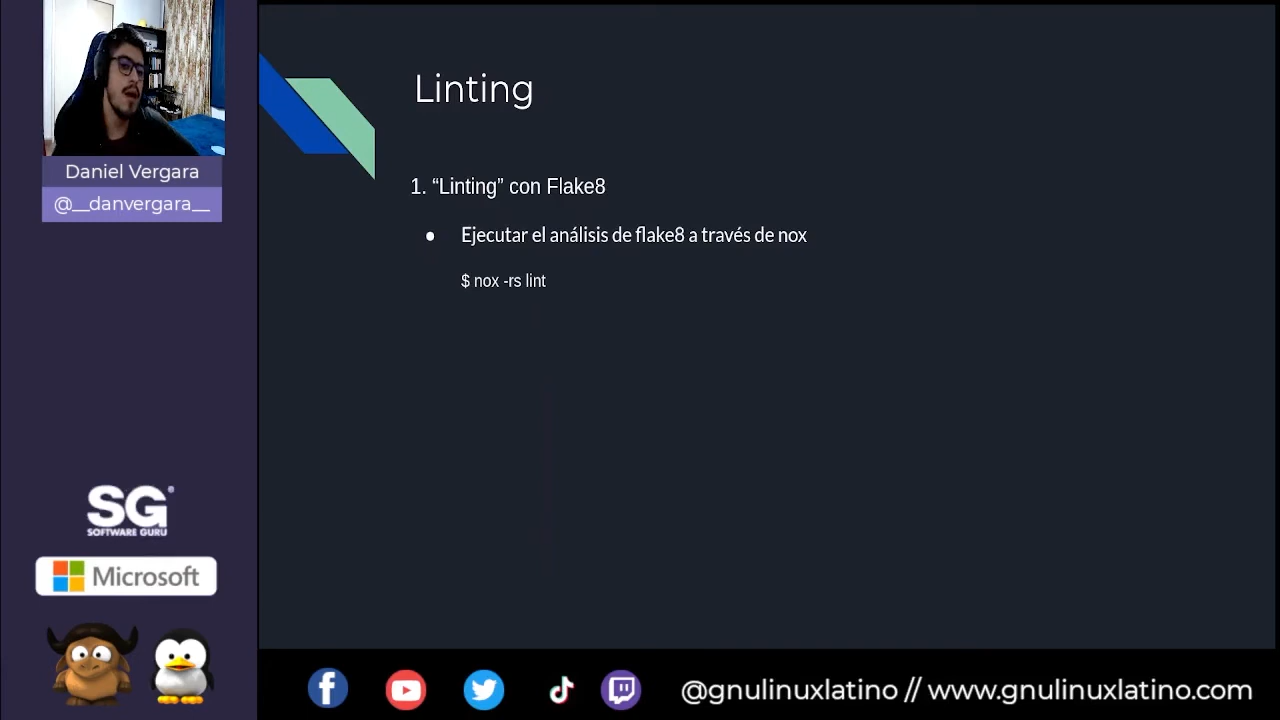 Daniel Vergara
@__danvergara__
SG®
SOFTWARE GURU
Microsoft
Linting
1. “Linting” con Flake8
● Ejecutar el análisis de flake8 a través de nox
$ nox -rs lint
@gnulinuxlatino // www.gnulinuxlatino.com